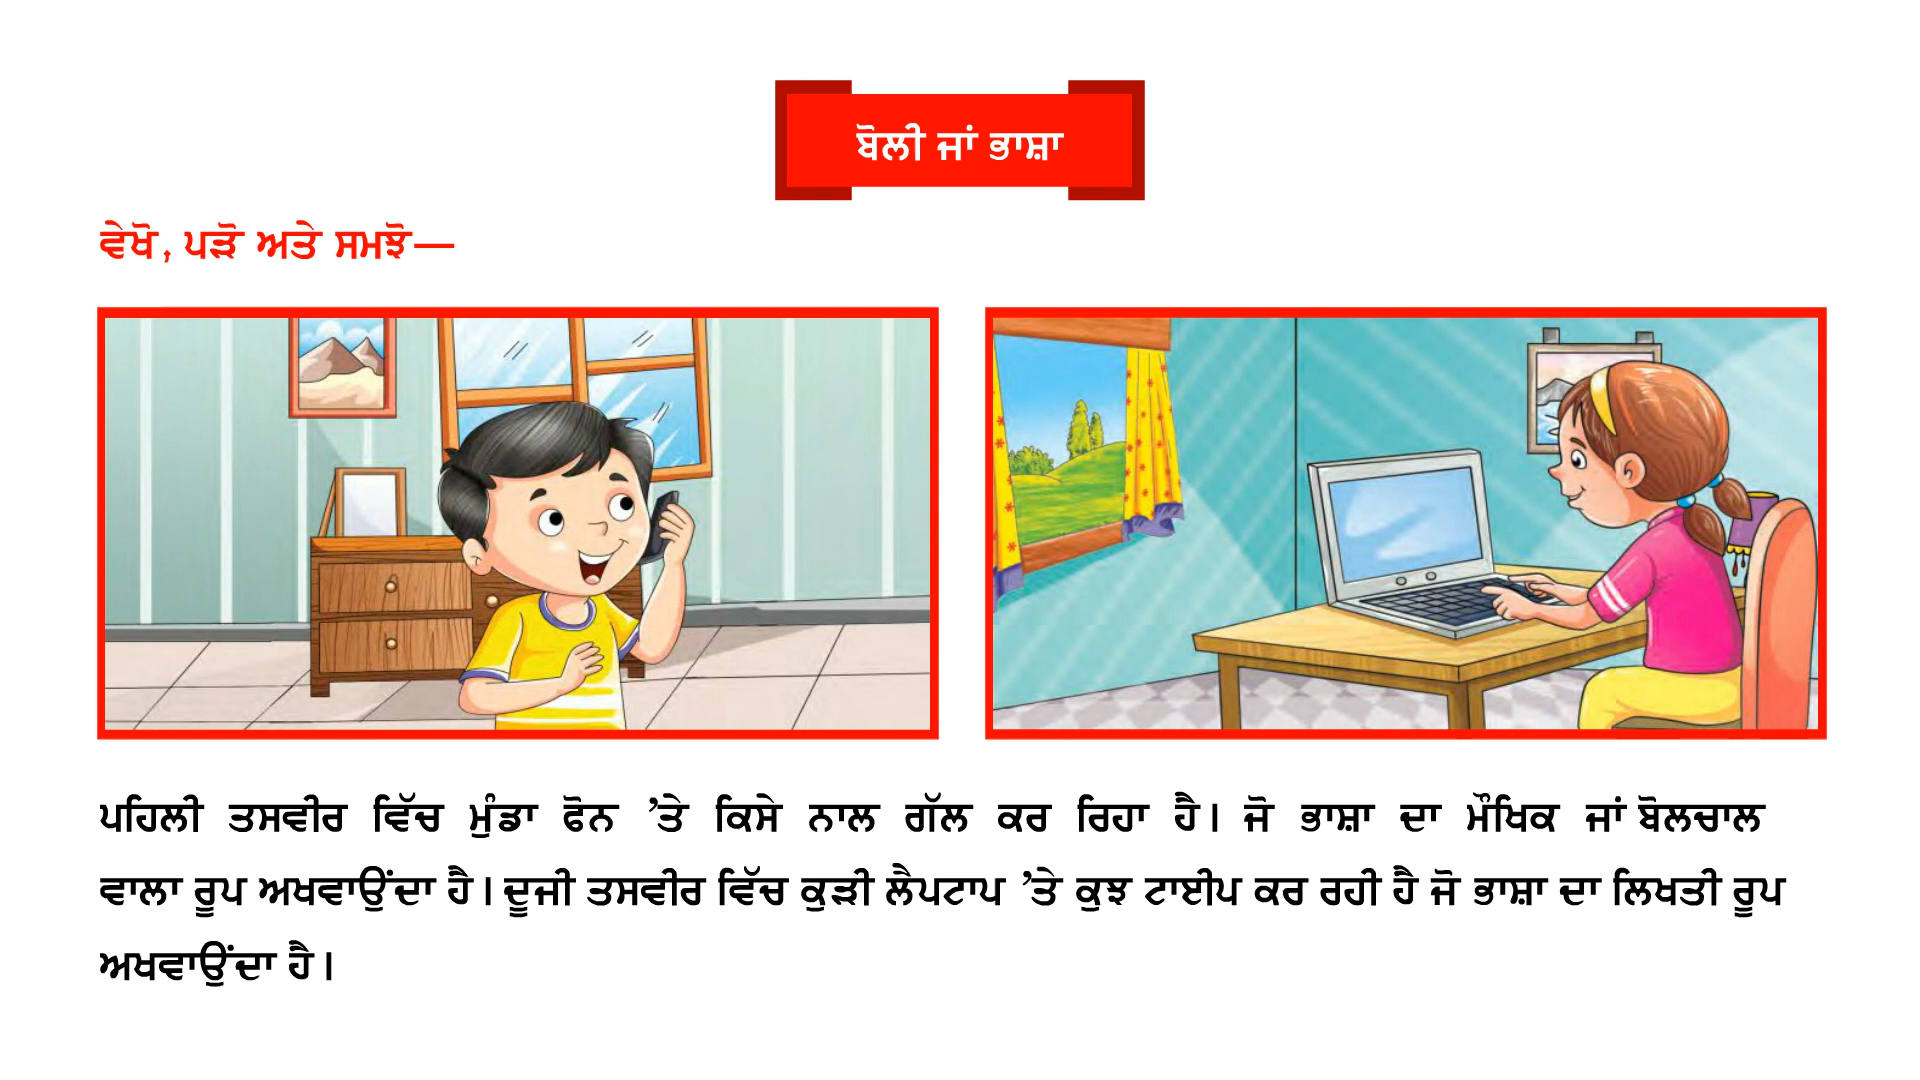 ਬੋਲੀ ਜਾਂ ਭਾਸ਼ਾ
ਵੇਖੋ, ਪੜੋ ਅਤੇ ਸਮਝੋ—
ਪਹਿਲੀ ਤਸਵੀਰ ਵਿੱਚ ਮੁੰਡਾ ਫੋਨ ’ਤੇ ਕਿਸੇ ਨਾਲ ਗੱਲ ਕਰ ਰਿਹਾ ਹੈ। ਜੋ ਭਾਸ਼ਾ ਦਾ ਮੌਖਿਕ ਜਾਂ ਬੋਲਚਾਲ
ਵਾਲਾ ਰੂਪ ਅਖਵਾਉਂਦਾ ਹੈ। ਦੂਜੀ ਤਸਵੀਰ ਵਿੱਚ ਕੁੜੀ ਲੈਪਟਾਪ ’ਤੇ ਕੁਝ ਟਾਈਪ ਕਰ ਰਹੀ ਹੈ ਜੋ ਭਾਸ਼ਾ ਦਾ ਲਿਖਤੀ ਰੂਪ
ਅਖਵਾਉਂਦਾ ਹੈ।